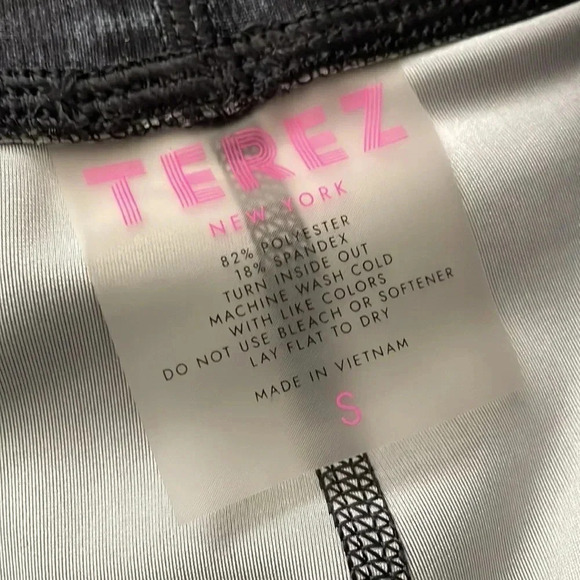 TEREZ
NEW YORK
82% POLYESTER
18% SPANDEX
TURN INSIDE OUT
MACHINE WASH COLD
WITH LIKE COLORS
DO NOT USE BLEACH OR SOFTENER
LAY FLAT TO DRY
MADE IN VIETNAM
S